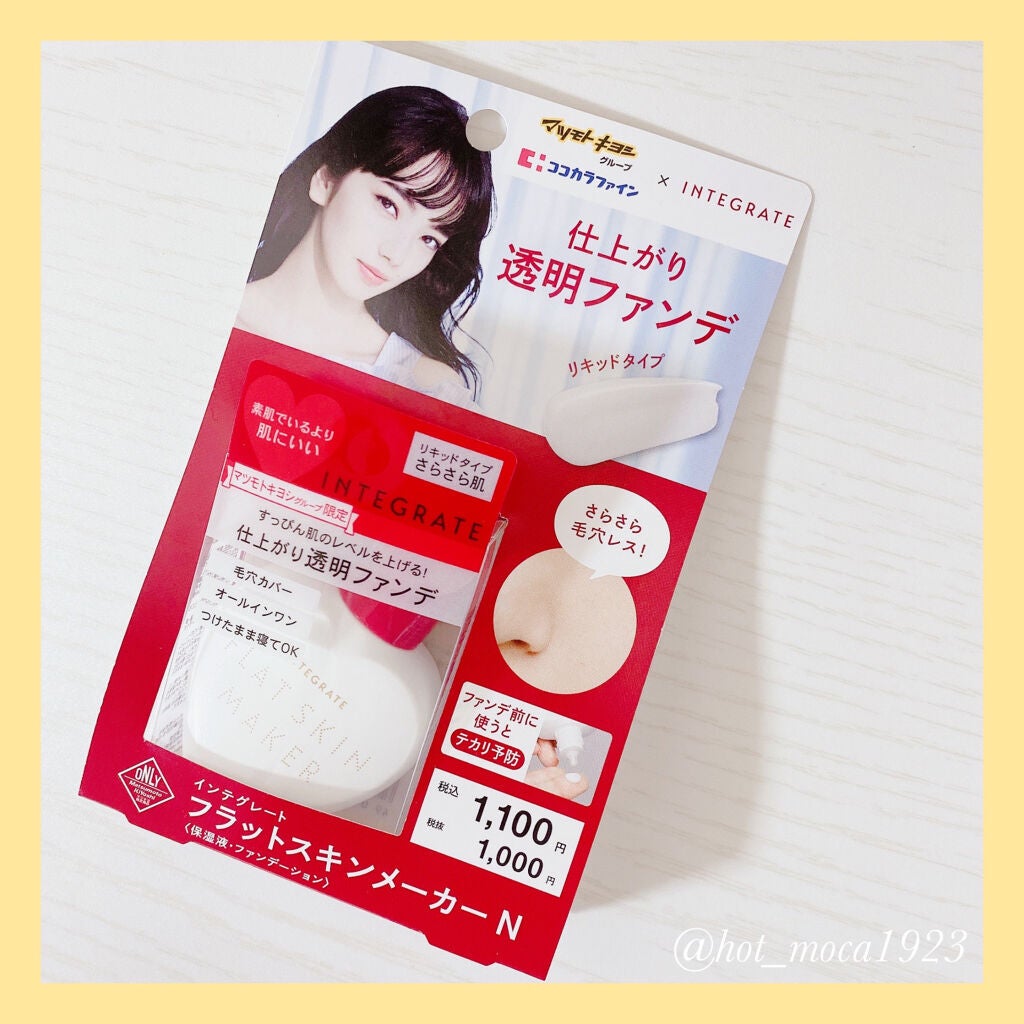 マツモトキヨシ
グループ
ココカラファイン
× INTEGRATE
仕上がり
透明ファンデ
リキッドタイプ
素肌でいるより
肌にいい
リキッドタイプ
さらさら肌
INTEGRATE
マツモトキヨシグループ限定
すっぴん肌のレベルを上げる!
仕上がり透明ファンデ
毛穴カバー
オールインワン
つけたまま寝てOK
INTEGRATE
FLAT SKIN
MAKER
さらさら
毛穴レス!
ファンデ前に
使うと
テカリ予防
税込 1,100円
税抜 1,000円
ONLY
Matsumoto
Kiyoshi
インテグレート
フラットスキンメーカー N
〈保湿液・ファンデーション〉
@hot_moca1923